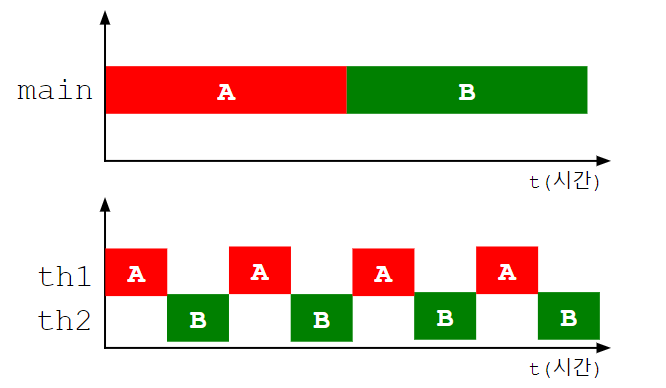 main A B
t(시간)
A A A A
th1
th2 B B B B
t(시간)